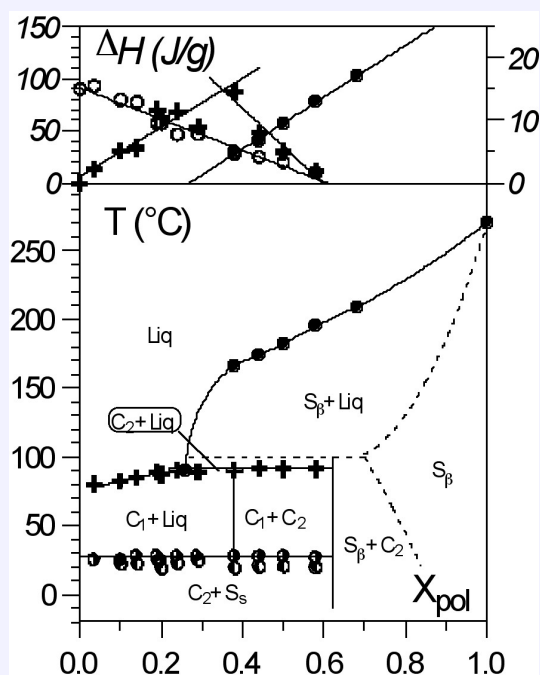 150
ΔH (J/g)
20
100
50
10
0
0
T (°C)
250
200
Liq
150
Sβ+Liq
C2+Liq
100
Sβ
C1+Liq
C1+C2
50
Sβ+C2
0
C2+Ss
Xpol
0.0 0.2 0.4 0.6 0.8 1.0